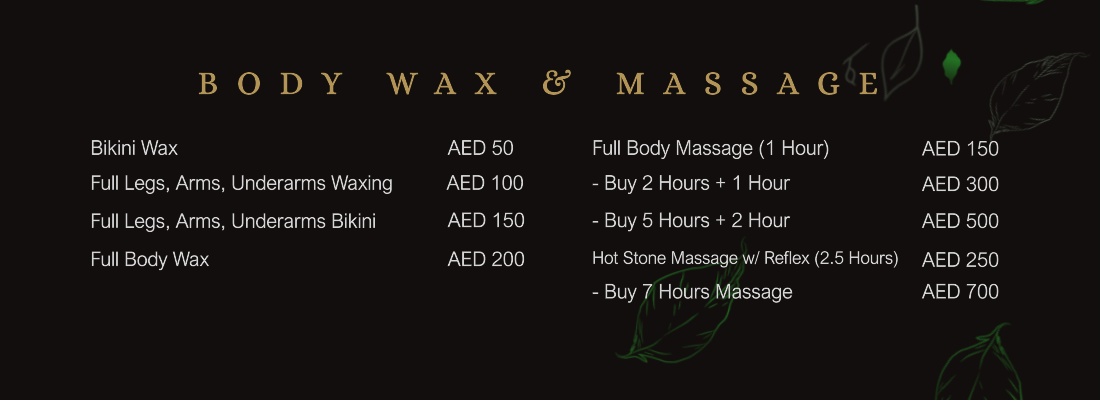 BODY WAX & MASSAGE
Bikini Wax AED 50
Full Legs, Arms, Underarms Waxing AED 100
Full Legs, Arms, Underarms Bikini AED 150
Full Body Wax AED 200
Full Body Massage (1 Hour) AED 150
- Buy 2 Hours + 1 Hour AED 300
- Buy 5 Hours + 2 Hour AED 500
Hot Stone Massage w/ Reflex (2.5 Hours) AED 250
- Buy 7 Hours Massage AED 700